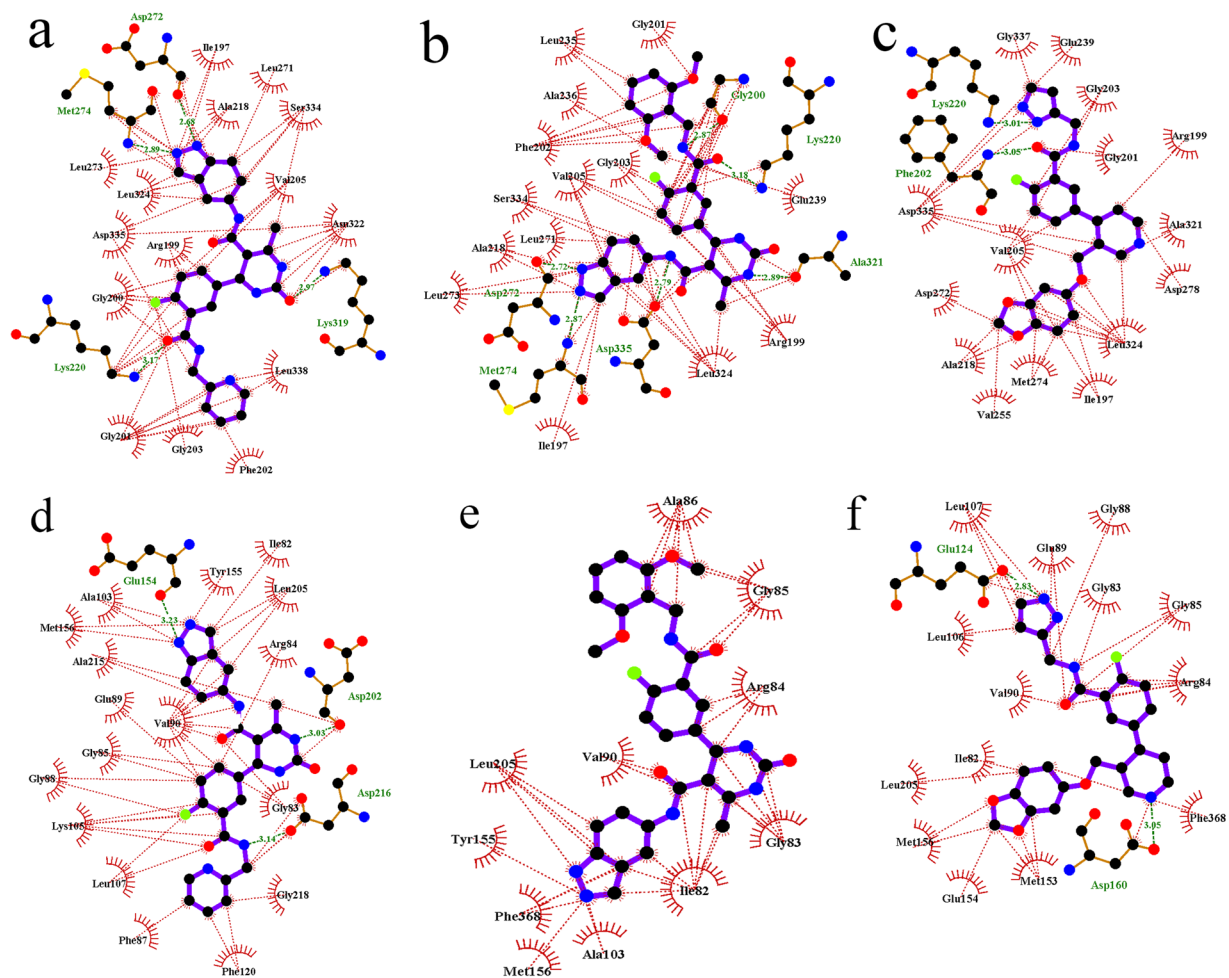 a
Asp272
Ile197
Leu271
Met274
2.68
Ala218
Ser334
2.89
Leu273
Leu324
Val205
Asp335
Arg199
Asn322
Gly200
2.97
Lys319
Lys220
3.17
Leu338
Gly201
Gly203
Phe202
b
Leu235
Gly201
Ala236
Gly200
2.87
Lys220
Phe202
Gly203
3.18
Val205
Glu239
Ser334
Leu271
Ala218
2.72
Ala321
2.79
2.89
Leu273
Asp272
2.87
Arg199
Asp335
Met274
Leu324
Ile197
c
Gly337
Glu239
Lys220
Gly203
3.01
Arg199
3.05
Gly201
Phe202
Asp335
Ala321
Val205
Asp278
Asp272
Leu324
Ala218
Met274
Ile197
Val255
d
Ile82
Glu154
Tyr155
Ala103
Leu205
Met156
3.23
Arg84
Ala215
Asp202
Glu89
Val90
3.03
Gly85
Asp216
Gly88
Gly83
Lys105
3.14
Leu107
Gly218
Phe87
Phe120
e
Ala86
Gly85
Arg84
Val90
Leu205
Gly83
Tyr155
Ile82
Phe368
Ala103
Met156
f
Leu107
Gly88
Glu124
Glu89
2.83
Gly83
Gly85
Leu106
Val90
Arg84
Ile82
Leu205
Phe368
3.05
Met156
Met153
Glu154
Asp160